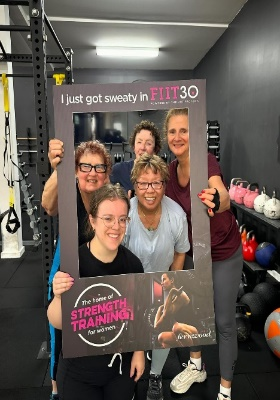 I just got sweaty in FIIT30
The home of
STRENGTH
TRAINING
for women.